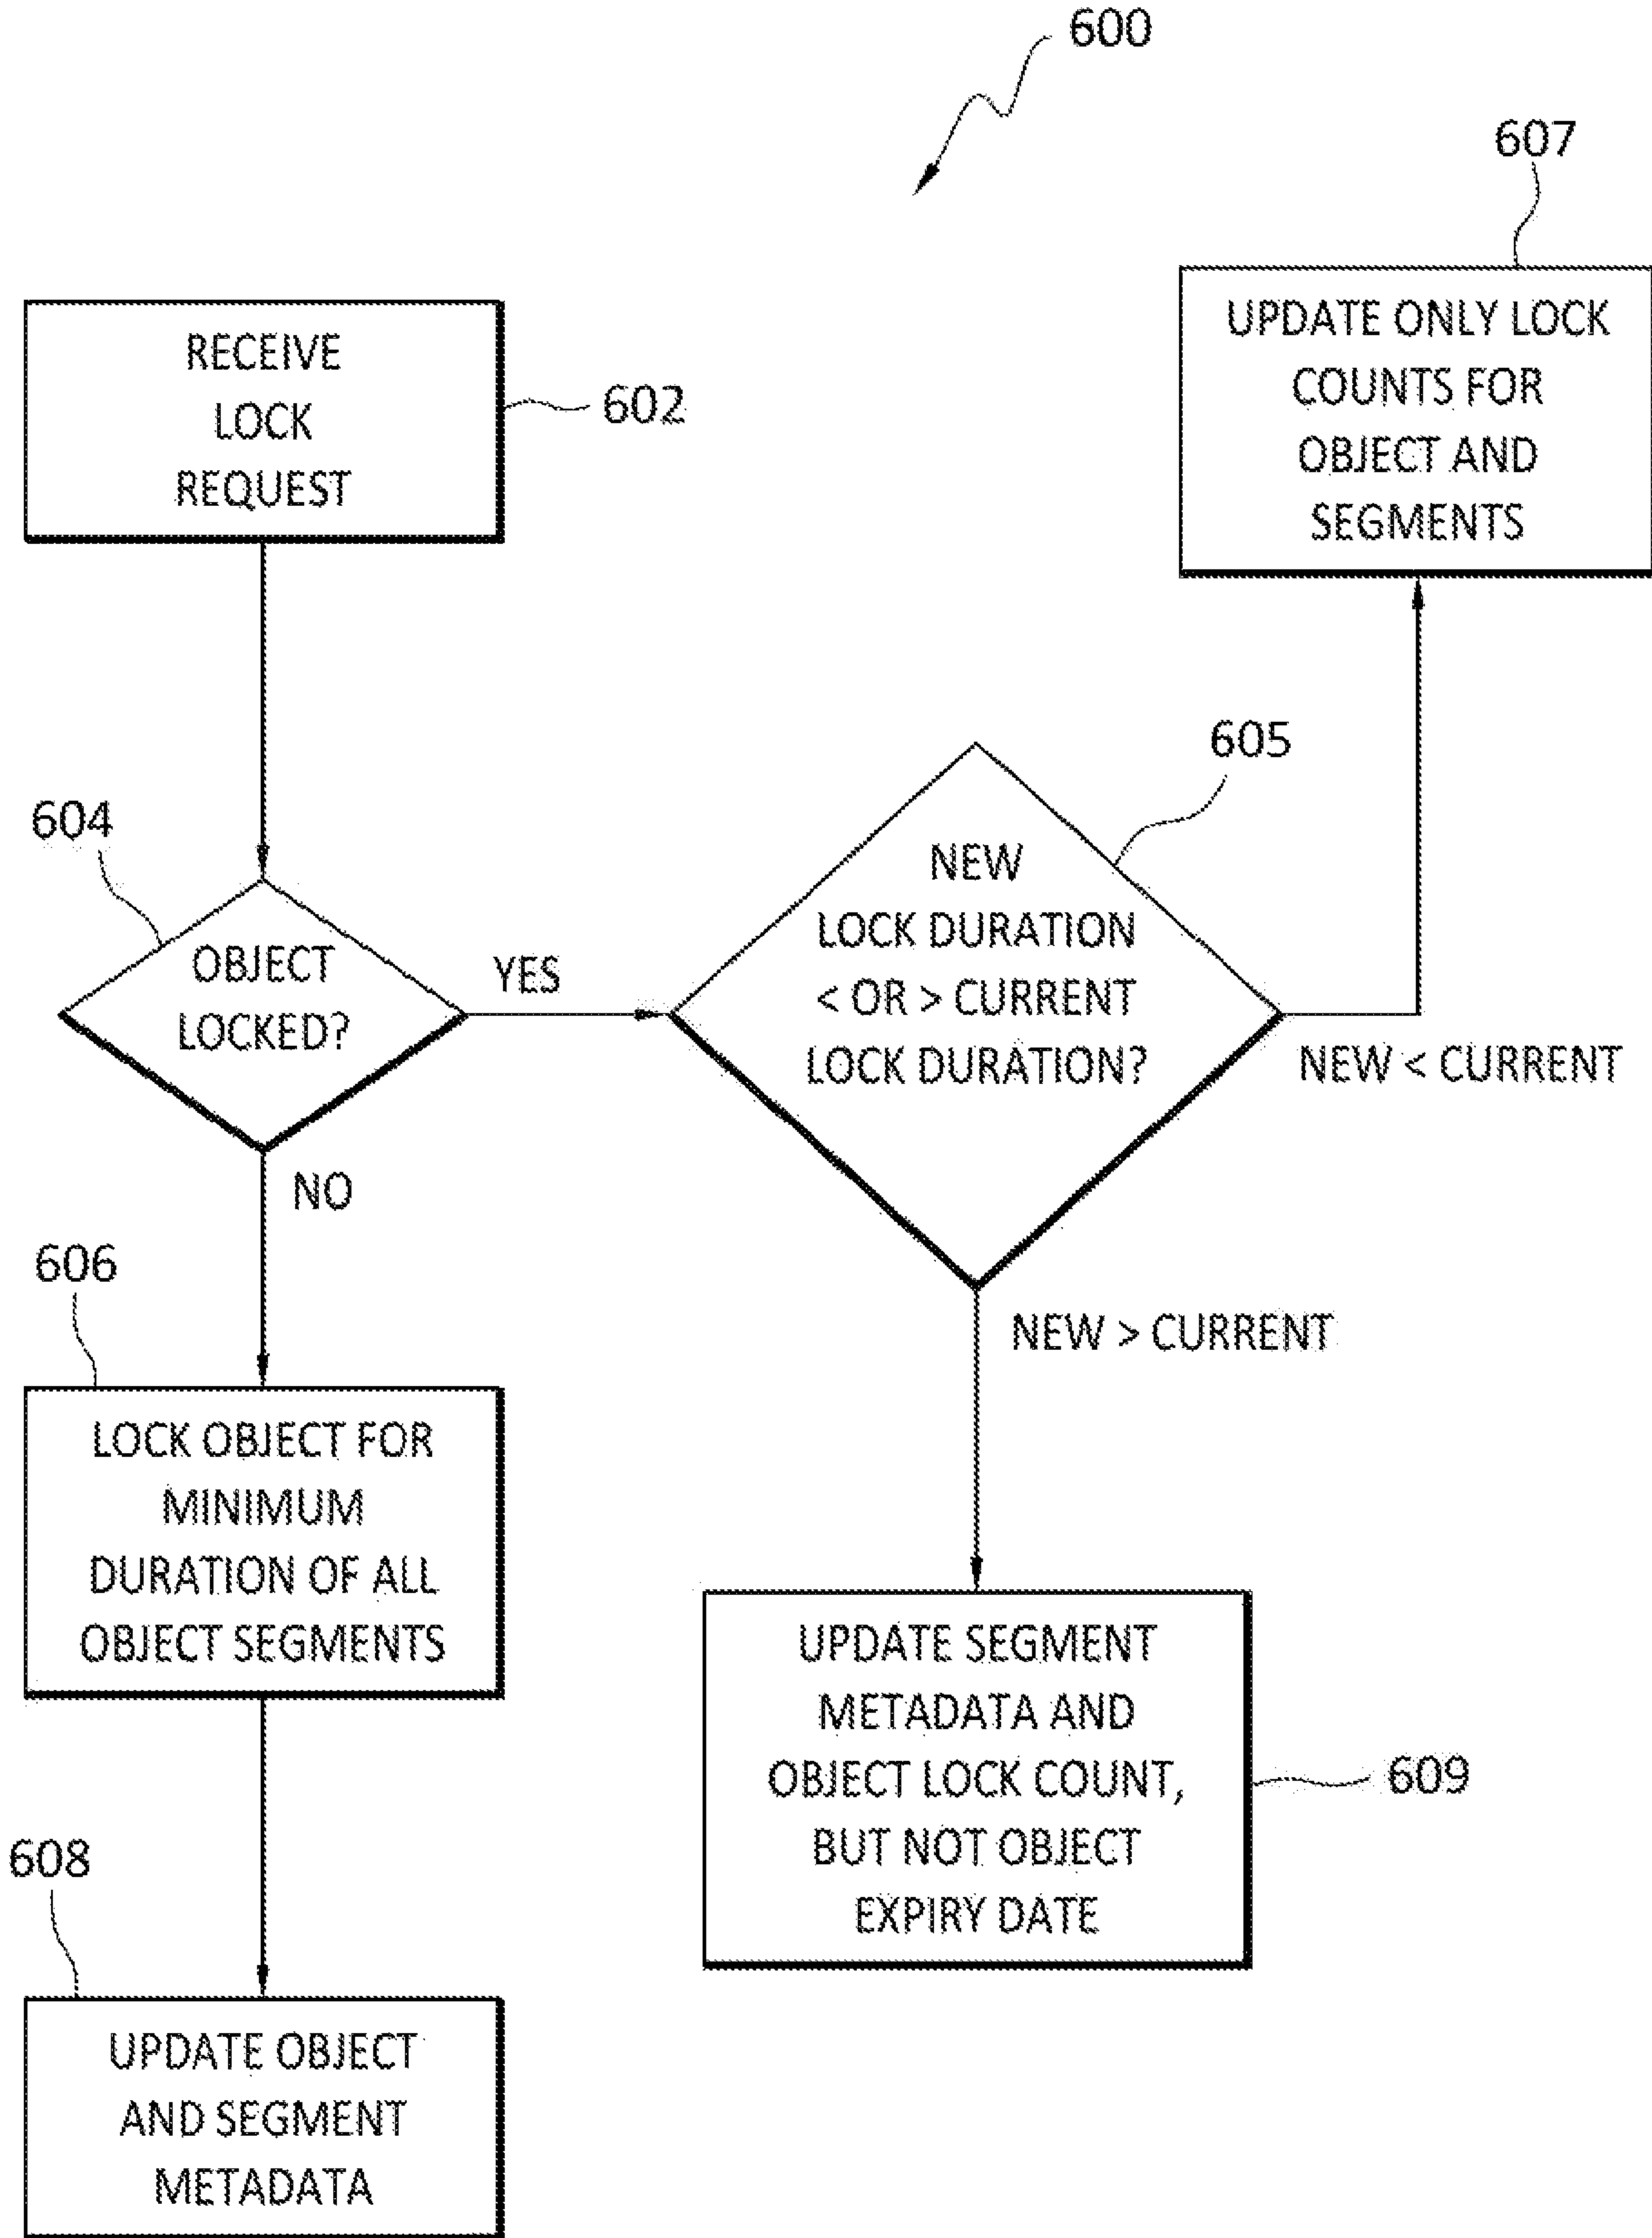 600
607
UPDATE ONLY LOCK
COUNTS FOR
OBJECT AND
SEGMENTS
RECEIVE
LOCK
REQUEST
602
604
OBJECT
LOCKED?
YES
605
NEW
LOCK DURATION
< OR > CURRENT
LOCK DURATION?
NEW < CURRENT
NO
NEW > CURRENT
606
LOCK OBJECT FOR
MINIMUM
DURATION OF ALL
OBJECT SEGMENTS
UPDATE SEGMENT
METADATA AND
OBJECT LOCK COUNT,
BUT NOT OBJECT
EXPIRY DATE
609
608
UPDATE OBJECT
AND SEGMENT
METADATA